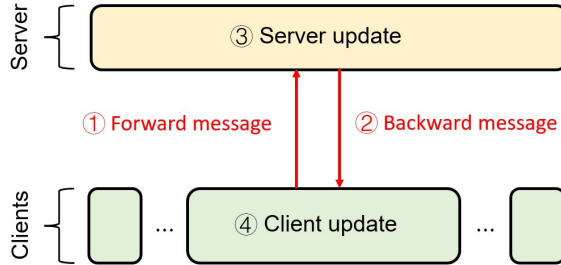 Server
③ Server update
① Forward message
② Backward message
Clients
...
④ Client update
...